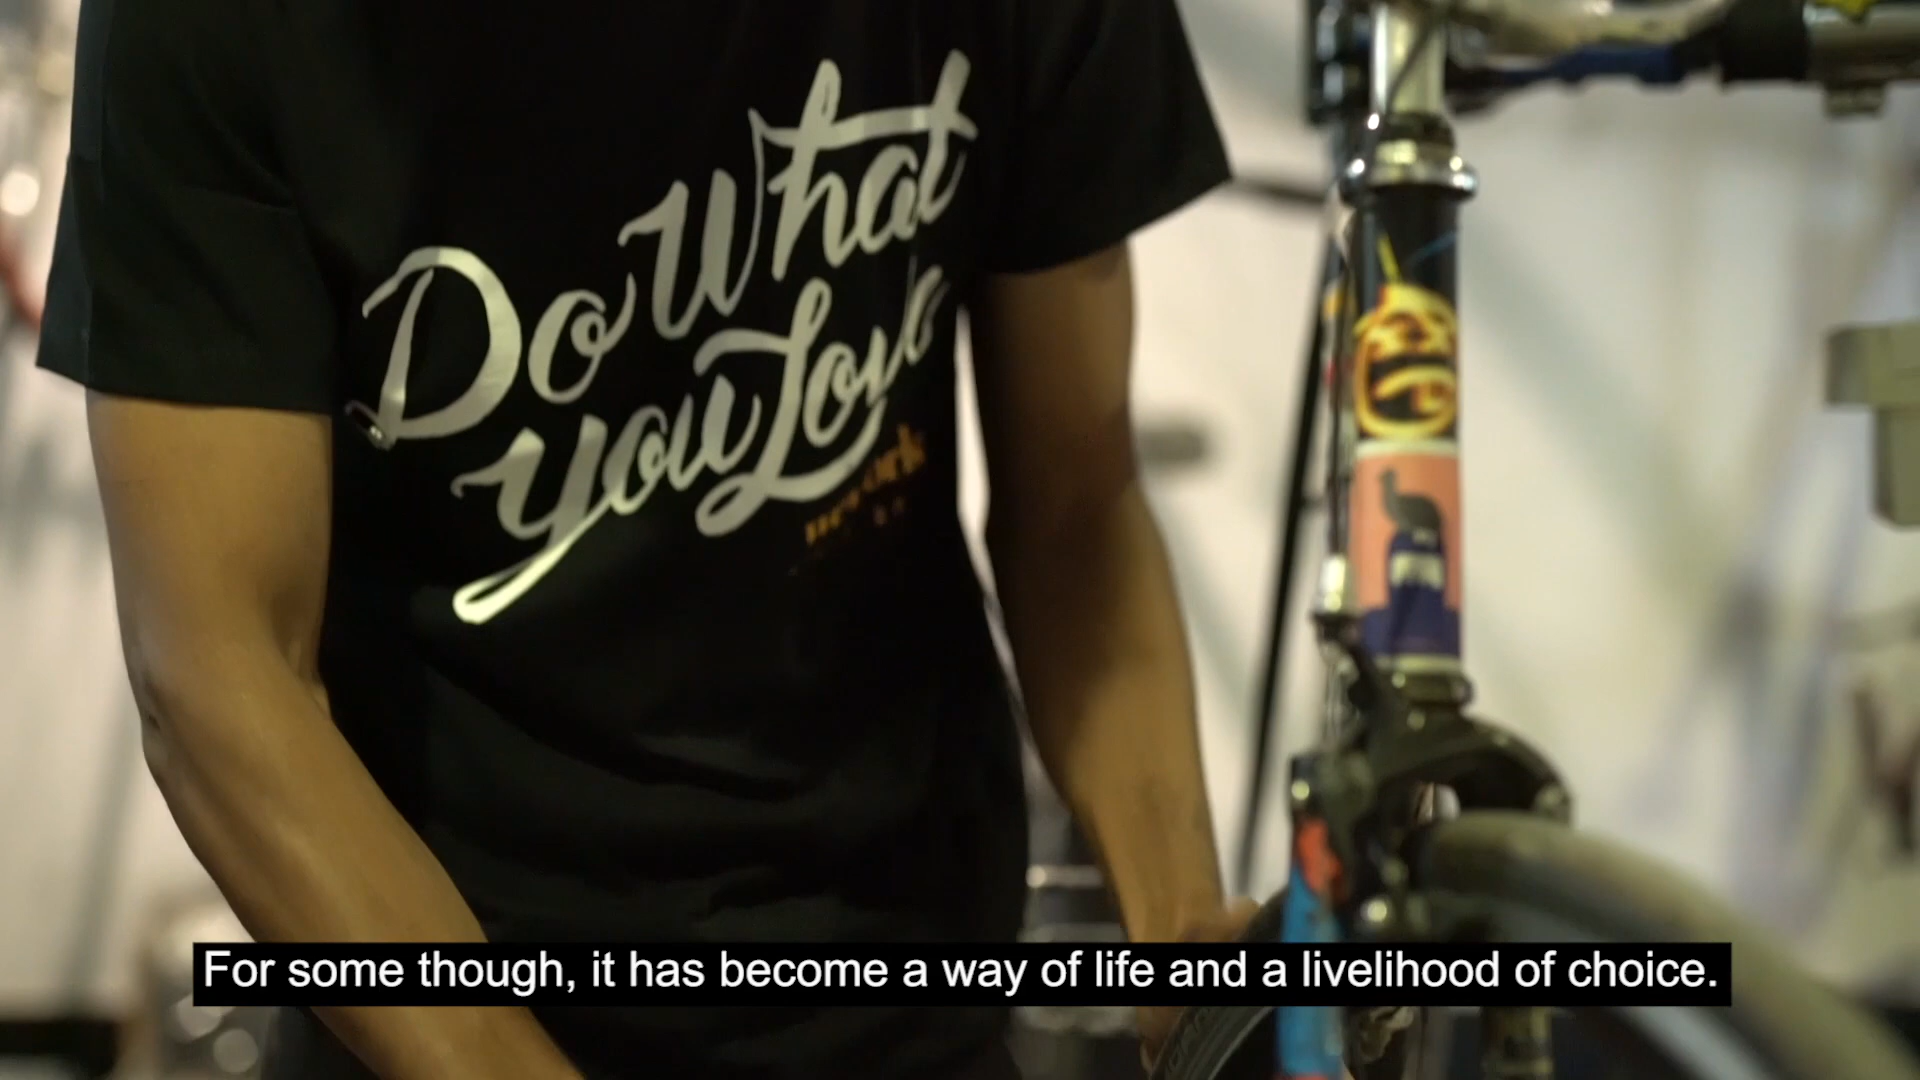 Do What
you Love
For some though, it has become a way of life and a livelihood of choice.